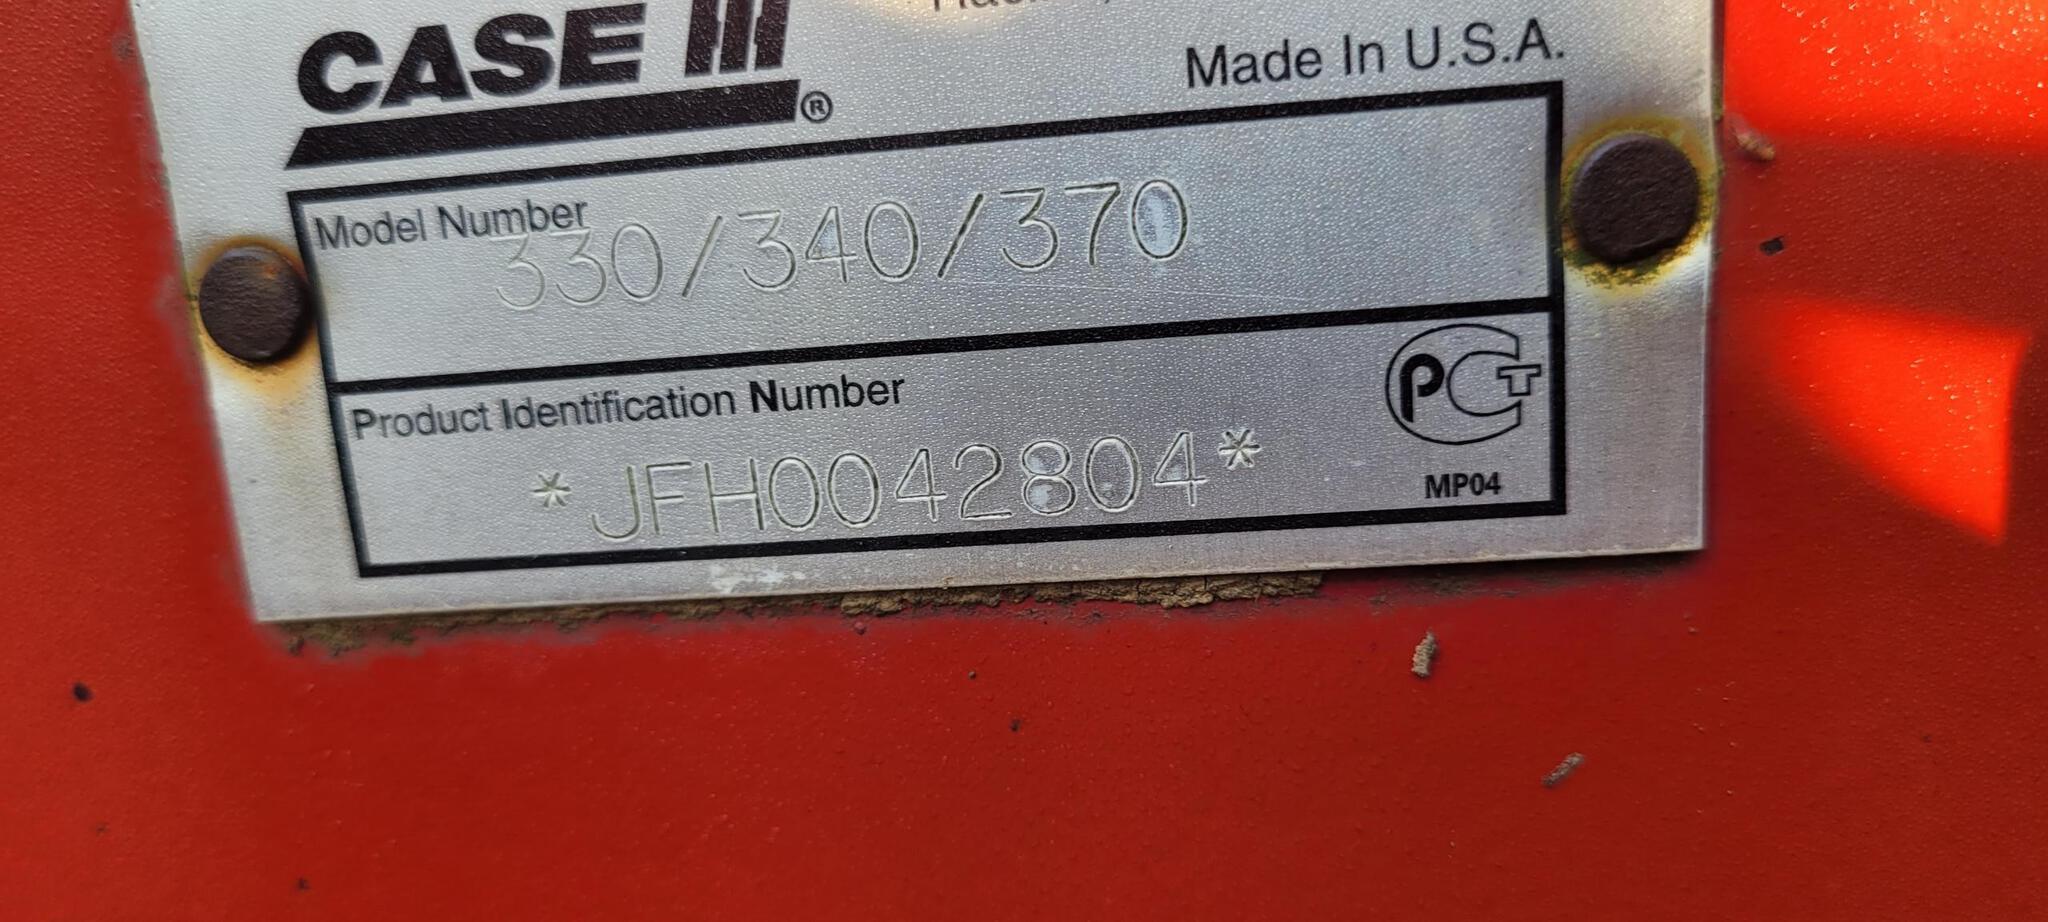 CASE III
®
Made In U.S.A.
Model Number
330/340/370
Product Identification Number
*JFH0042804*
PCT
MP04